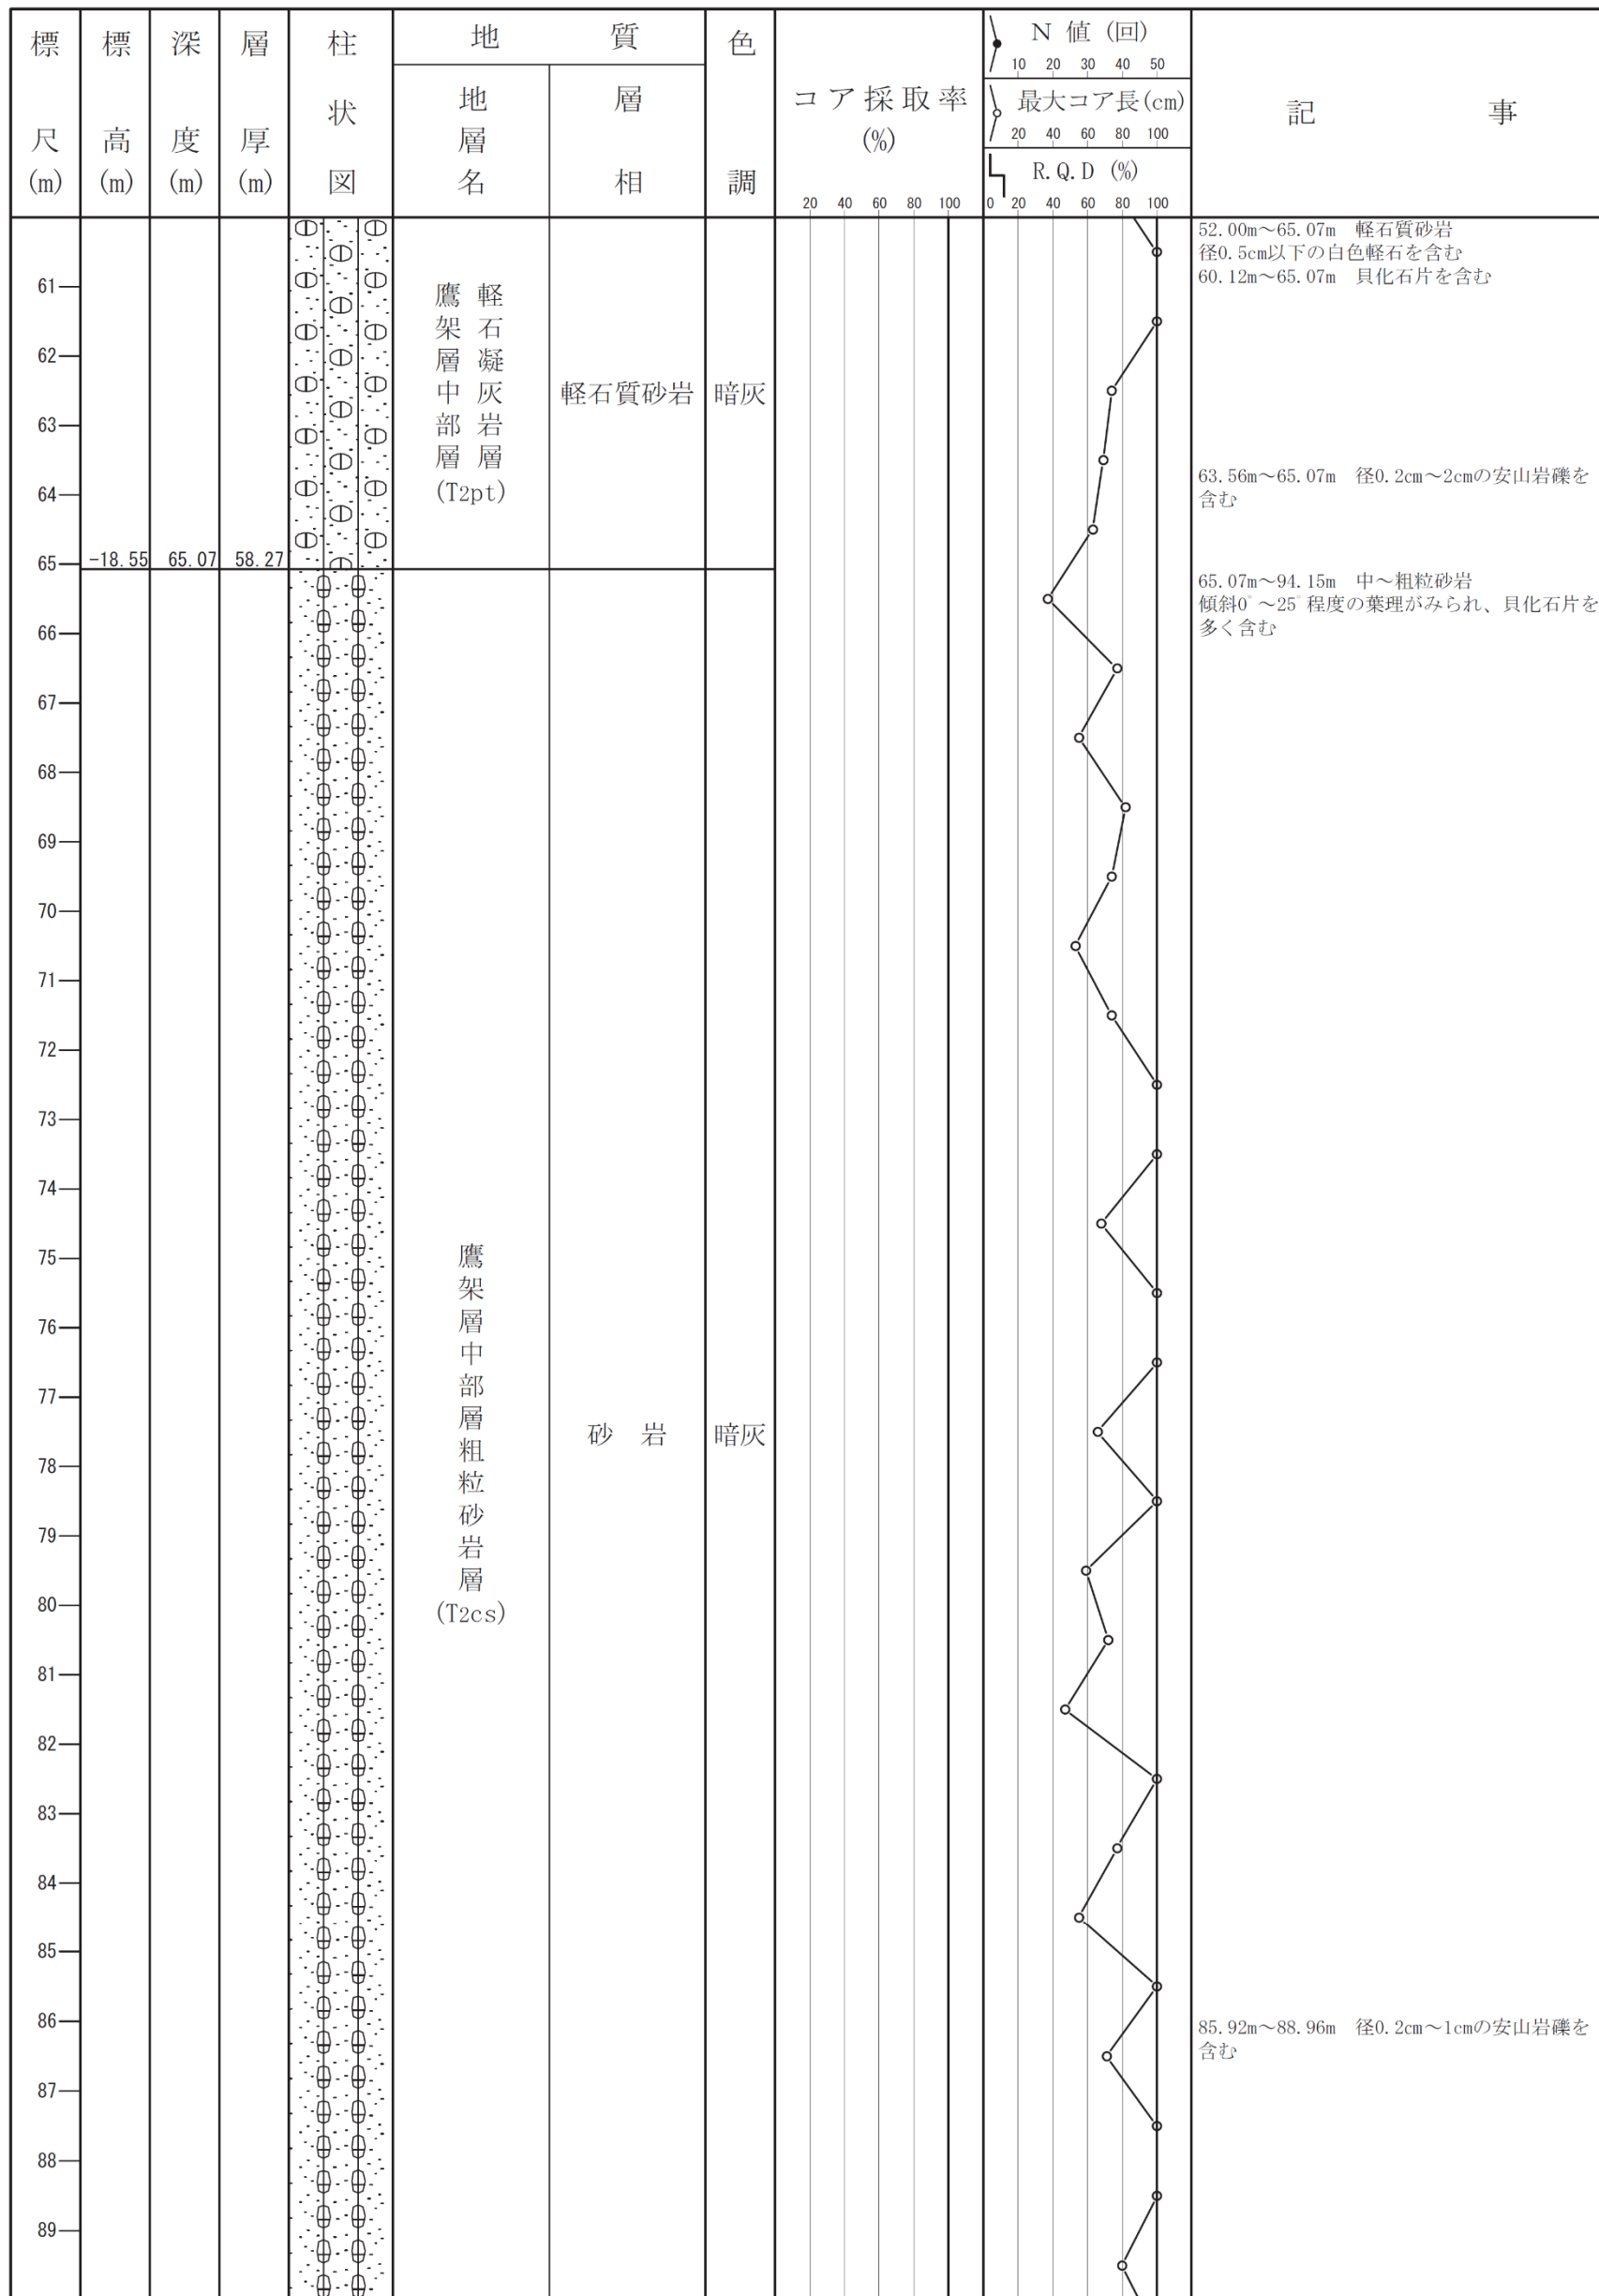 標尺(m)
標高(m)
深度(m)
層厚(m)
柱状図
地質
地層名
層相
色調
コア採取率
(%)
20 40 60 80 100
N 値 (回)
10 20 30 40 50
最大コア長(cm)
20 40 60 80 100
R.Q.D (%)
0 20 40 60 80 100
記事
52.00m～65.07m 軽石質砂岩
径0.5cm以下の白色軽石を含む
60.12m～65.07m 貝化石片を含む
61
軽石凝灰岩層
鷹架層中部層
(T2pt)
軽石質砂岩
暗灰
62
63
63.56m～65.07m 径0.2cm～2cmの安山岩礫を
含む
64
65
-18.55 65.07 58.27
65.07m～94.15m 中～粗粒砂岩
傾斜0°～25°程度の葉理がみられ、貝化石片を
多く含む
66
67
68
69
70
71
72
73
74
75
鷹架層中部層粗粒砂岩層
(T2cs)
砂 岩
暗灰
76
77
78
79
80
81
82
83
84
85
86
85.92m～88.96m 径0.2cm～1cmの安山岩礫を
含む
87
88
89